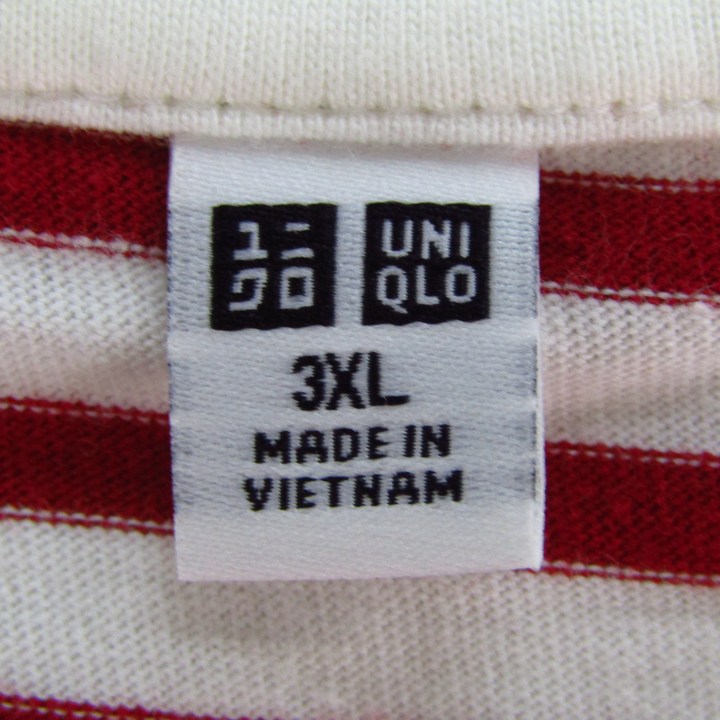 ユニ
クロ
UNI
QLO
3XL
MADE IN
VIETNAM